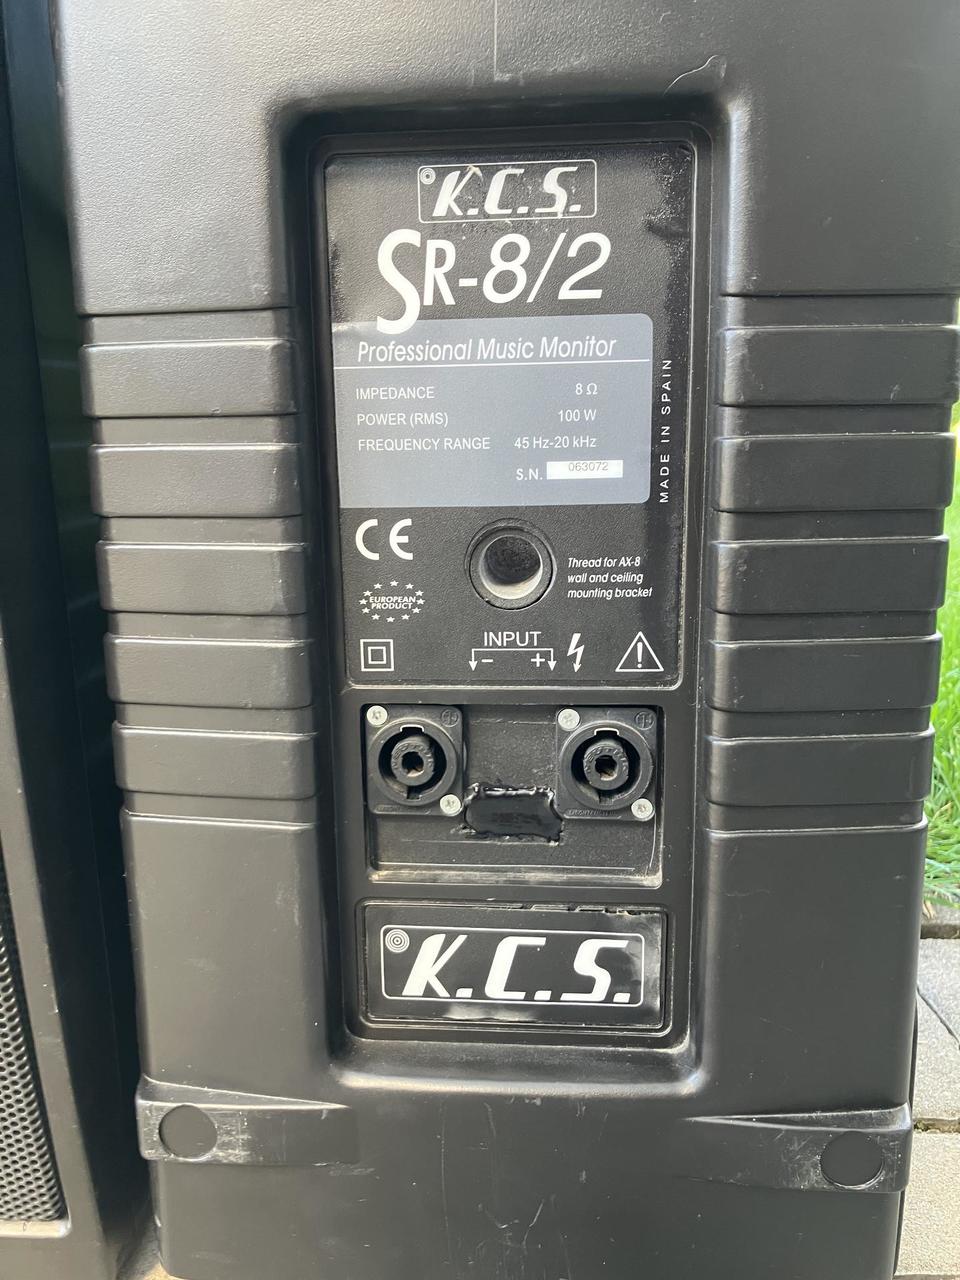 K.C.S.
SR-8/2
Professional Music Monitor
IMPEDANCE 8 Ω
POWER (RMS) 100 W
FREQUENCY RANGE 45 Hz-20 kHz
S.N. 063072
MADE IN SPAIN
CE
Thread for AX-8
wall and ceiling
mounting bracket
EUROPEAN
PRODUCT
INPUT
- +
K.C.S.